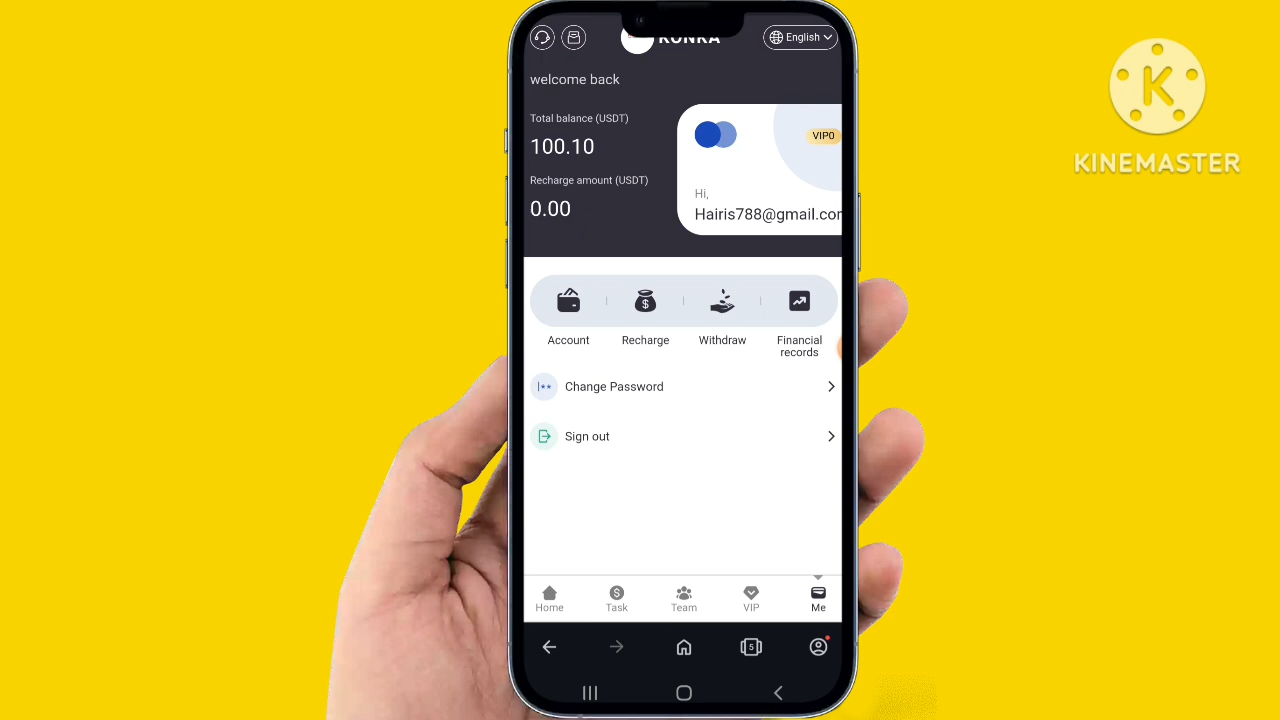 KONKA
English
welcome back
Total balance (USDT)
100.10
VIP0
Recharge amount (USDT)
0.00
Hi,
Hairis788@gmail.com
Account
Recharge
Withdraw
Financial
records
Change Password
Sign out
Home
Task
Team
VIP
Me
5
K
KINEMASTER